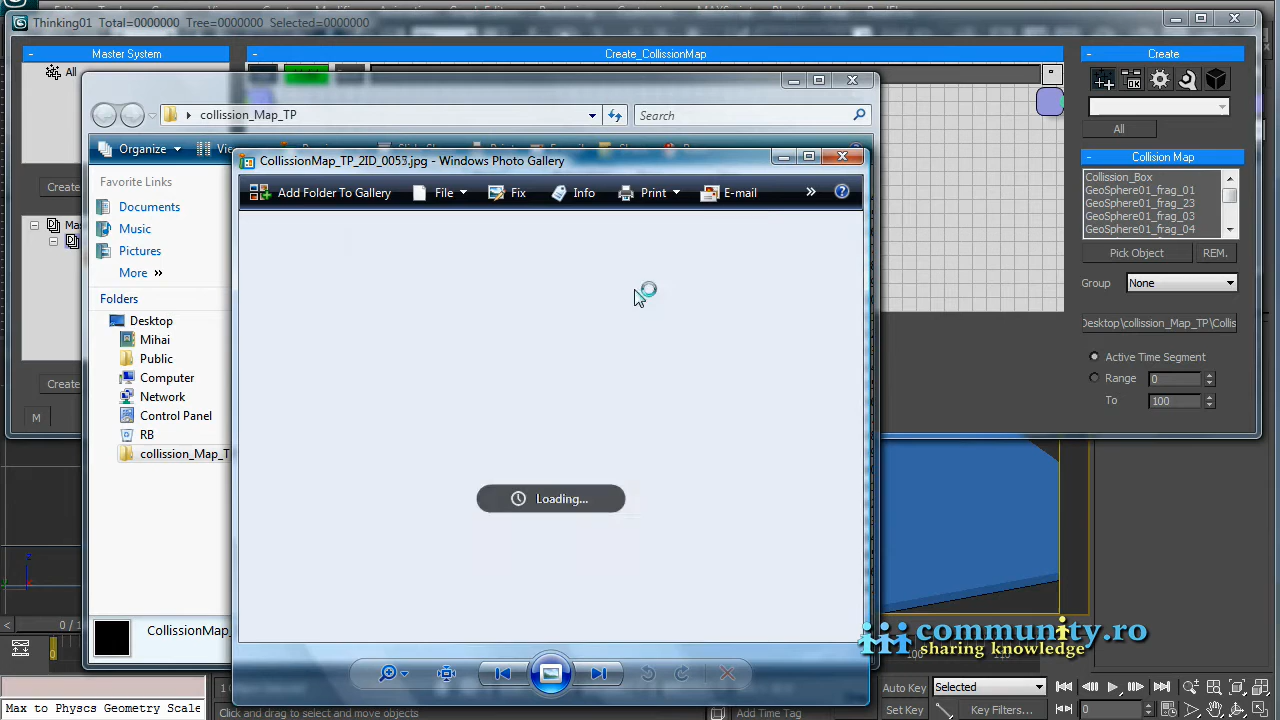 Thinking01 Total=0000000 Tree=0000000 Selected=0000000
Master System
Create_CollisionMap
Create
All
collission_Map_TP
Search
All
Organize
Collision Map
CollissionMap_TP_2ID_0053.jpg - Windows Photo Gallery
Favorite Links
Collission_Box
Create
Add Folder To Gallery
File
Fix
Info
Print
E-mail
GeoSphere01_frag_01
Documents
GeoSphere01_frag_23
Music
GeoSphere01_frag_03
GeoSphere01_frag_04
Pictures
Pick Object
REM.
More
Group
None
Folders
Desktop
Desktop\collission_Map_TP\Collis
Mihai
Public
Active Time Segment
Computer
Range
0
Network
To
100
Control Panel
M
RB
collission_Map_T
Loading...
0 / 1
CollissionMap_
community.ro
sharing knowledge
Auto Key
Selected
Set Key
Key Filters...
0
Max to Physcs Geometry Scale
Click and drag to select and move objects
Add Time Tag